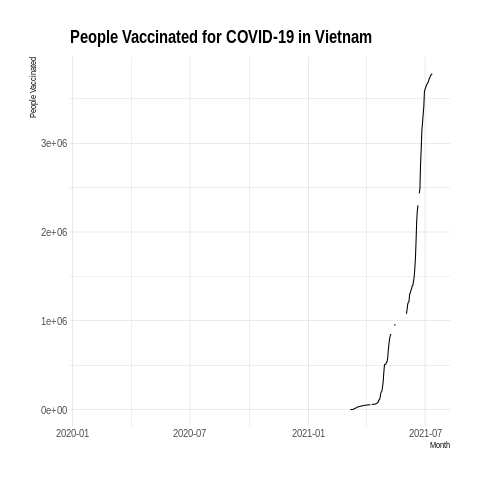 People Vaccinated for COVID-19 in Vietnam
People Vaccinated
3e+06
2e+06
1e+06
0e+00
2020-01 2020-07 2021-01 2021-07
Month